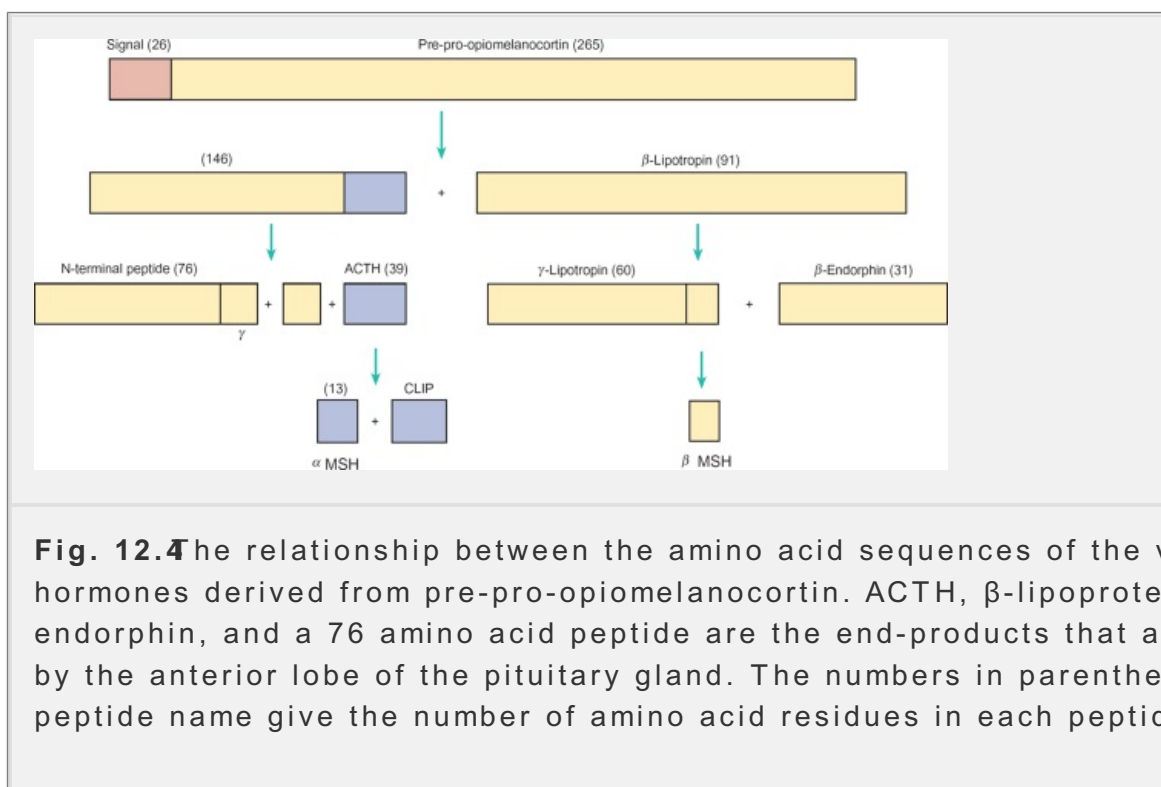 Signal (26) Pre-pro-opiomelanocortin (265)
(146) β-Lipotropin (91)
+
N-terminal peptide (76) ACTH (39) γ-Lipotropin (60) β-Endorphin (31)
+ + +
γ
(13) CLIP
+
α MSH β MSH
Fig. 12.4 The relationship between the amino acid sequences of the
hormones derived from pre-pro-opiomelanocortin. ACTH, β-lipoprote
endorphin, and a 76 amino acid peptide are the end-products that a
by the anterior lobe of the pituitary gland. The numbers in parenthe
peptide name give the number of amino acid residues in each peptid